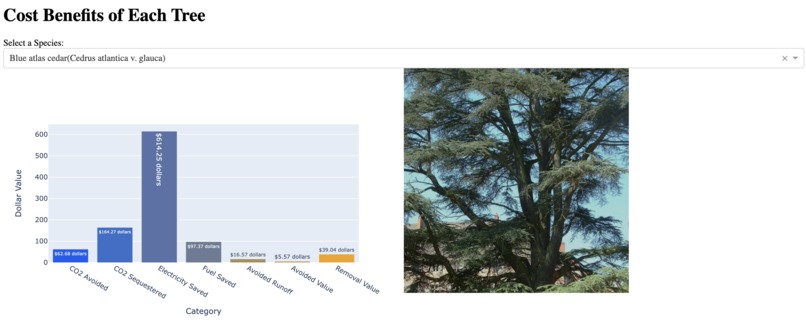 Cost Benefits of Each Tree
Select a Species:
Blue atlas cedar(Cedrus atlantica v. glauca)
Dollar Value
600
500
400
300
200
100
0
$62.68 dollars
$164.27 dollars
$614.25 dollars
$97.37 dollars
$16.57 dollars
$5.57 dollars
$39.04 dollars
CO2 Avoided
CO2 Sequestered
Electricity Saved
Fuel Saved
Avoided Runoff
Avoided Value
Removal Value
Category